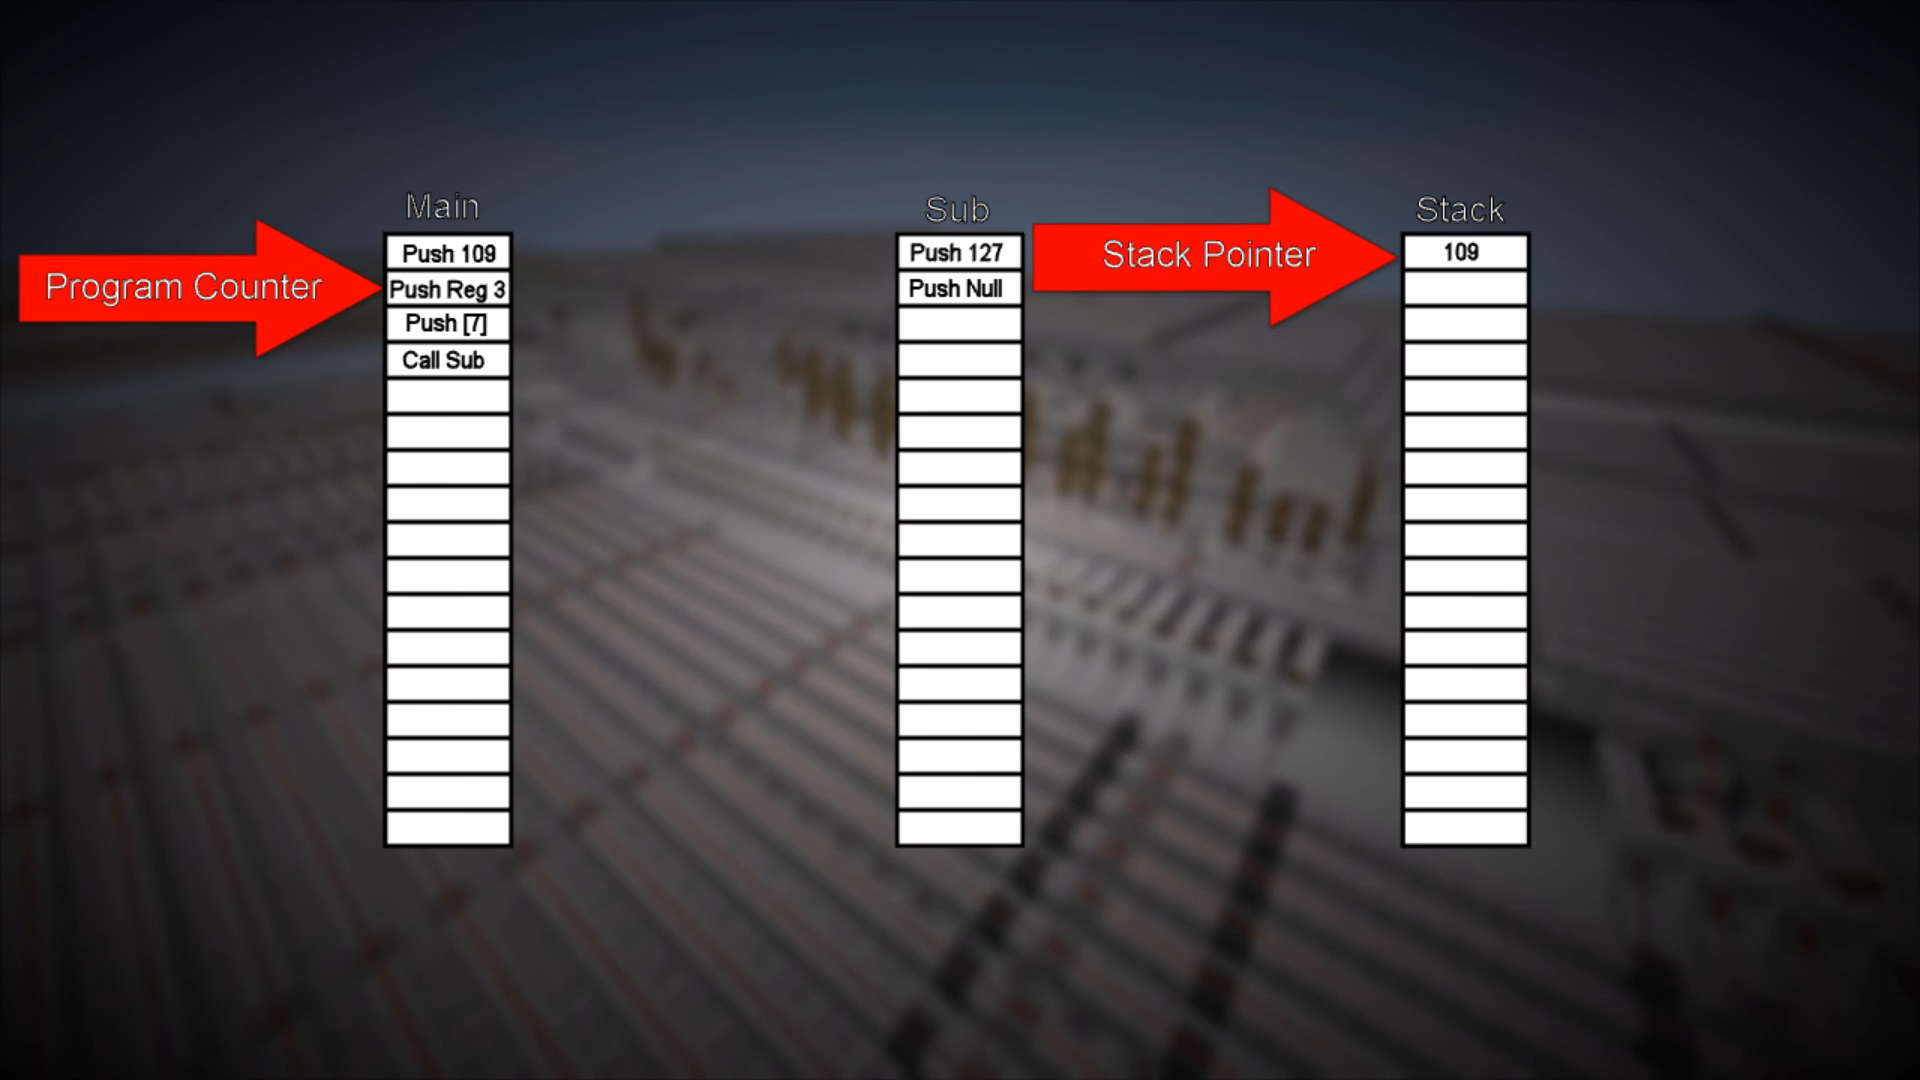 Main
Push 109
Push Reg 3
Push [7]
Call Sub
Program Counter
Sub
Push 127
Push Null
Stack Pointer
Stack
109